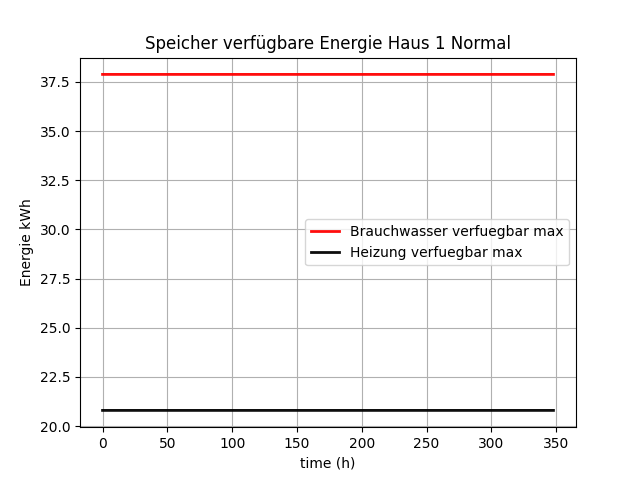 Speicher verfügbare Energie Haus 1 Normal
37.5
35.0
32.5
30.0
27.5
25.0
22.5
20.0
Energie kWh
Brauchwasser verfuegbar max
Heizung verfuegbar max
0 50 100 150 200 250 300 350
time (h)